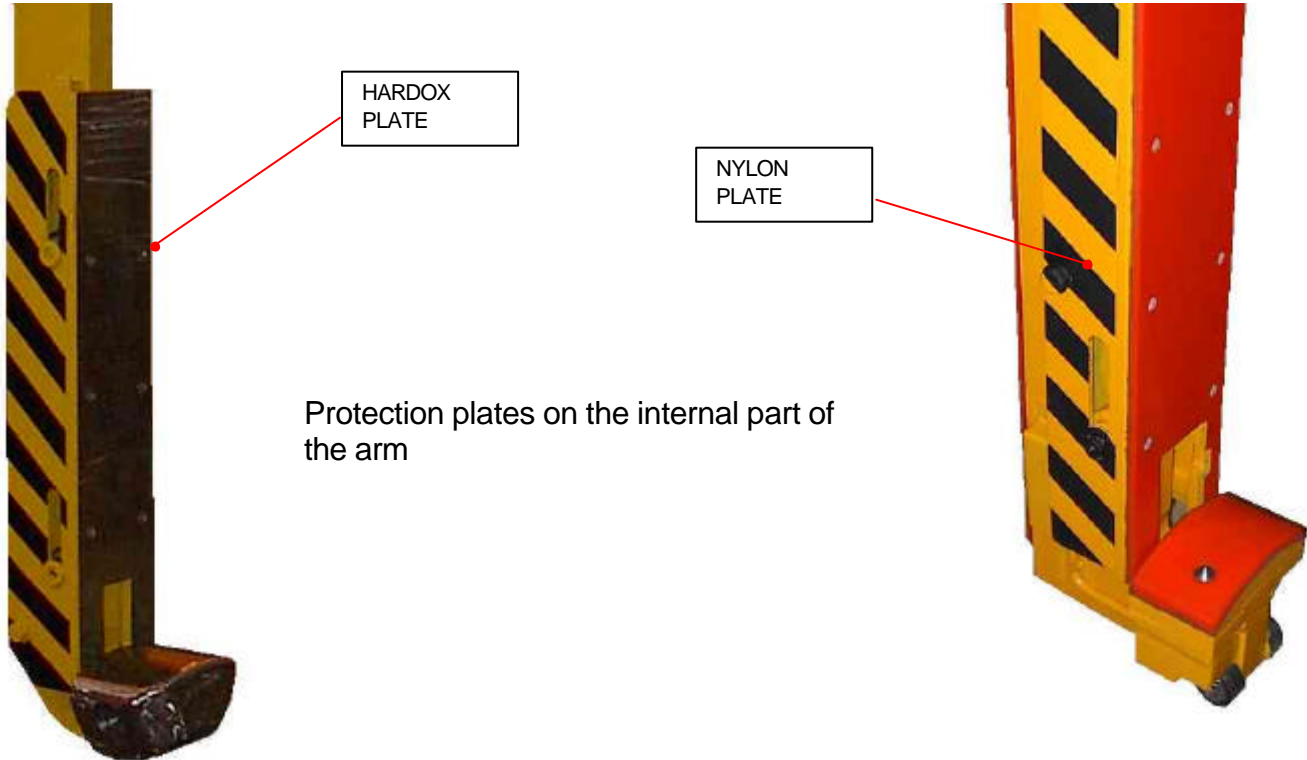 HARDOX
PLATE
NYLON
PLATE
Protection plates on the internal part of
the arm